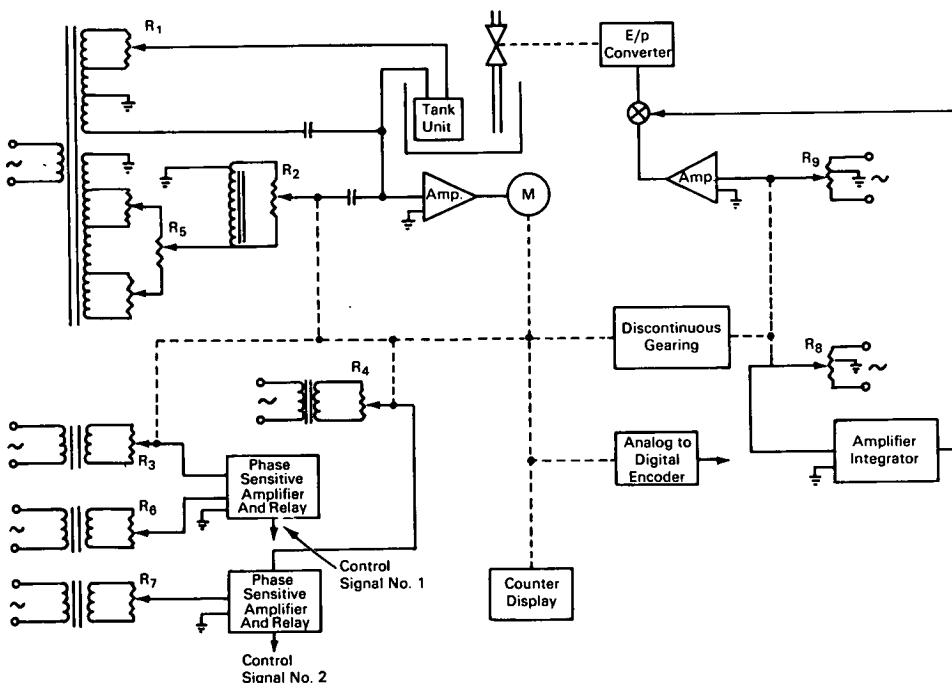 R1
E/p
Converter
Tank
Unit
~
R2
R9
Amp.
M
Amp.
~
R5
Discontinuous
Gearing
R8
~
R4
~
~
R3
Phase
Sensitive
Amplifier
And Relay
Analog to
Digital
Encoder
Amplifier
Integrator
R6
~
Control
Signal No. 1
R7
~
Phase
Sensitive
Amplifier
And Relay
Counter
Display
Control
Signal No. 2